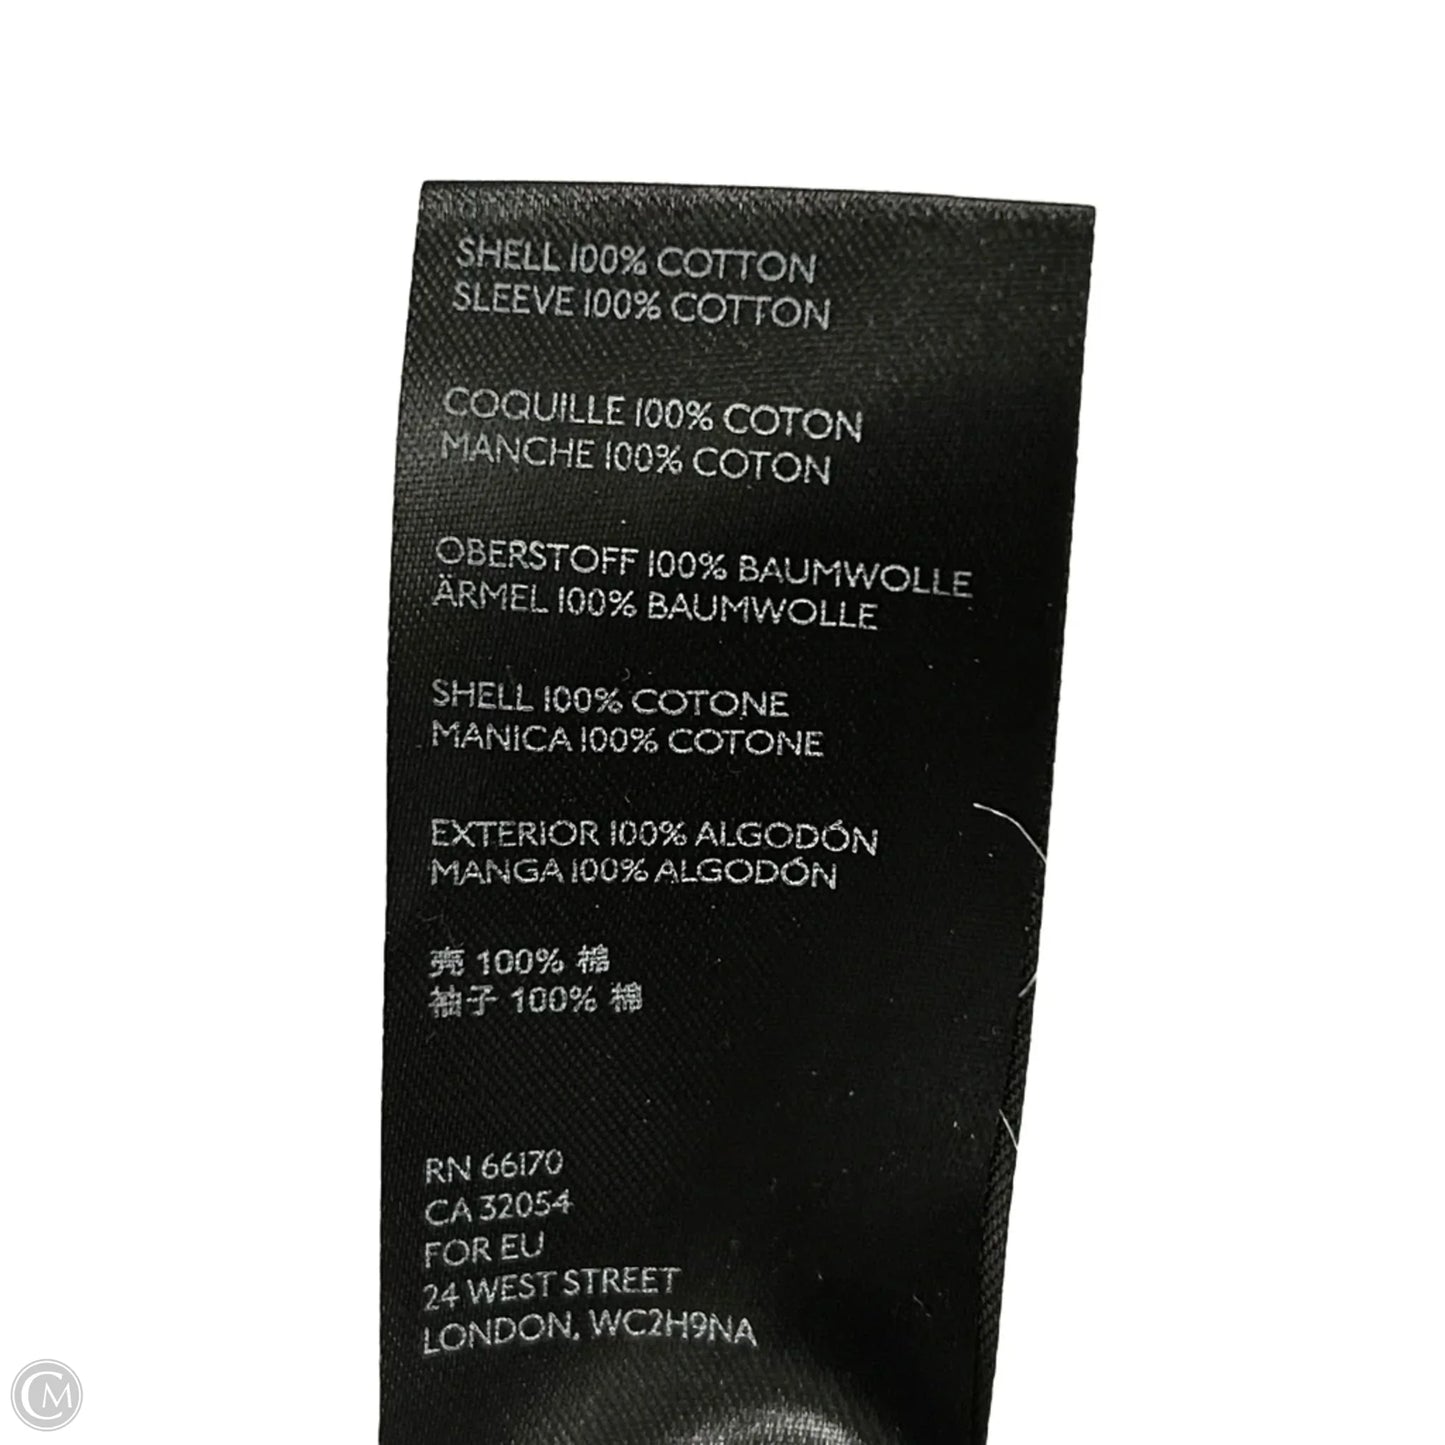 SHELL 100% COTTON
SLEEVE 100% COTTON
COQUILLE 100% COTON
MANCHE 100% COTON
OBERSTOFF 100% BAUMWOLLE
ÄRMEL 100% BAUMWOLLE
SHELL 100% COTONE
MANICA 100% COTONE
EXTERIOR 100% ALGODÓN
MANGA 100% ALGODÓN
壳 100% 棉
袖子 100% 棉
RN 66170
CA 32054
FOR EU
24 WEST STREET
LONDON, WC2H9NA
CM